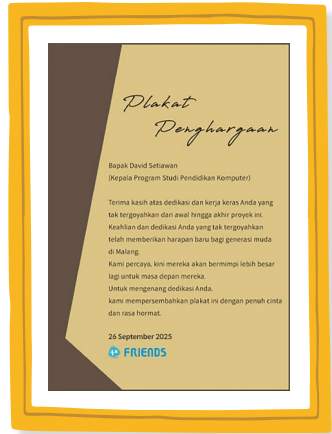 Plakat
Penghargaan
Bapak David Setiawan
(Kepala Program Studi Pendidikan Komputer)
Terima kasih atas dedikasi dan kerja keras Anda yang
tak tergoyahkan dari awal hingga akhir proyek ini.
Keahlian dan dedikasi Anda yang tak tergoyahkan
telah memberikan harapan baru bagi generasi muda
di Malang.
Kami percaya, kini mereka akan bermimpi lebih besar
lagi untuk masa depan mereka.
Untuk mengenang dedikasi Anda,
kami mempersembahkan plakat ini dengan penuh cinta
dan rasa hormat.
26 September 2025
FRIENDS